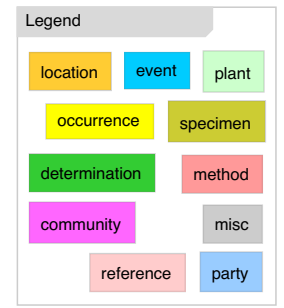 Legend
location event plant
occurrence specimen
determination method
community misc
reference party